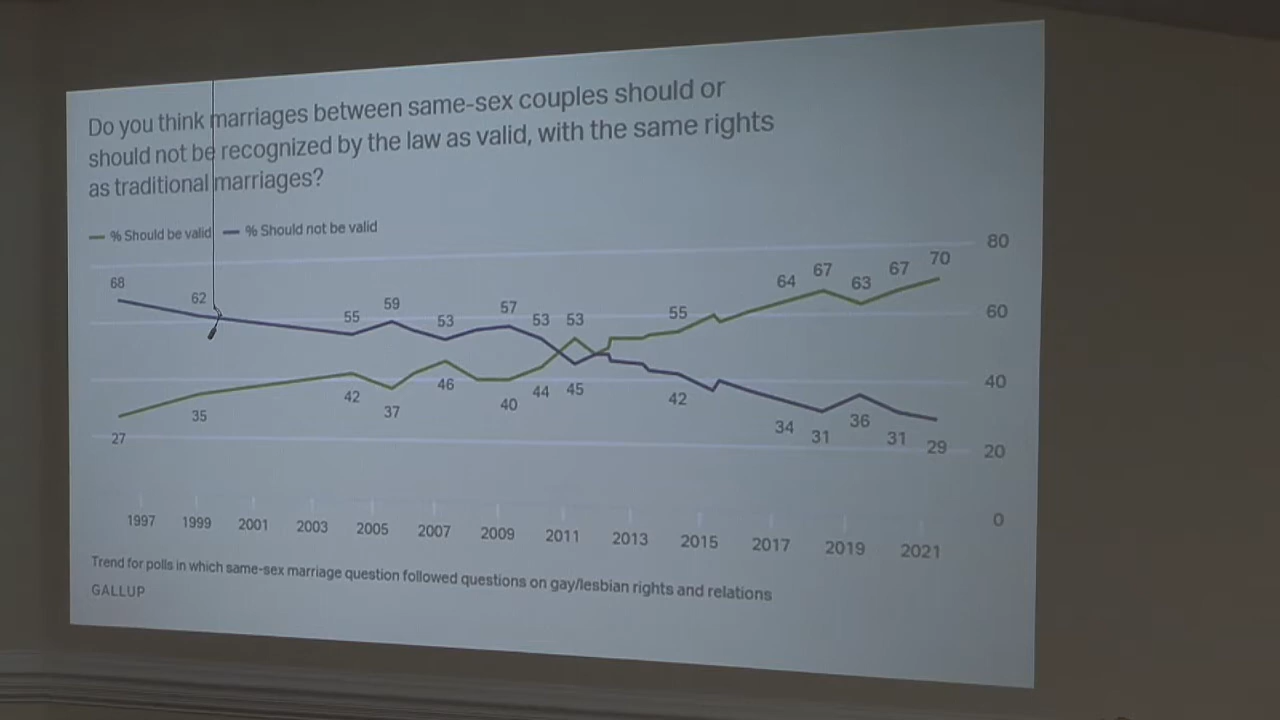 Do you think marriages between same-sex couples should or
should not be recognized by the law as valid, with the same rights
as traditional marriages?
% Should be valid % Should not be valid
80
68 62 55 59 53 57 53 53 55 64 67 63 67 70
60
40
27 35 42 37 46 40 44 45 42 34 31 36 31 29
20
0
1997 1999 2001 2003 2005 2007 2009 2011 2013 2015 2017 2019 2021
Trend for polls in which same-sex marriage question followed questions on gay/lesbian rights and relations
GALLUP